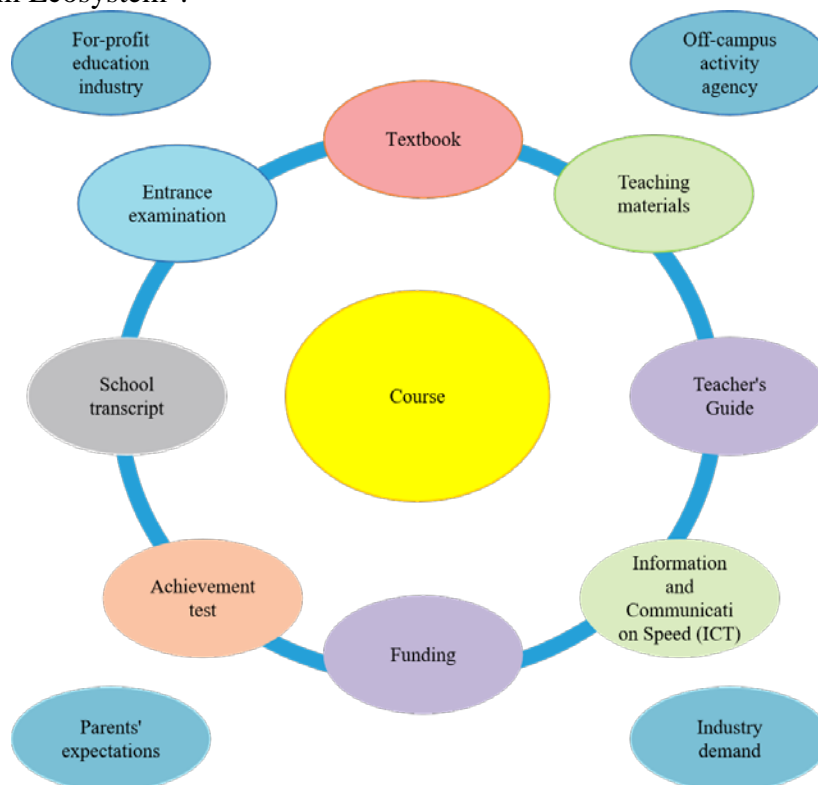 For-profit
education
industry
Off-campus
activity
agency
Textbook
Entrance
examination
Teaching
materials
School
transcript
Course
Teacher's
Guide
Achievement
test
Funding
Information
and
Communicati
on Speed (ICT)
Parents'
expectations
Industry
demand